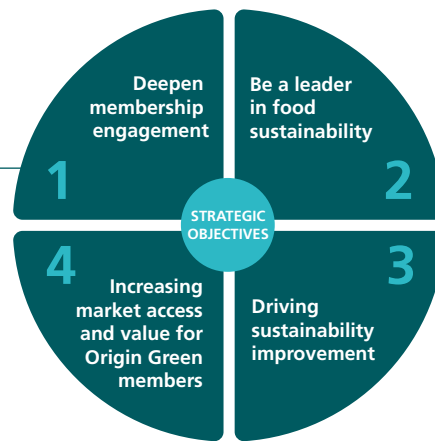 Deepen
membership
engagement
1
Be a leader
in food
sustainability
2
STRATEGIC
OBJECTIVES
3
Driving
sustainability
improvement
4
Increasing
market access
and value for
Origin Green
members